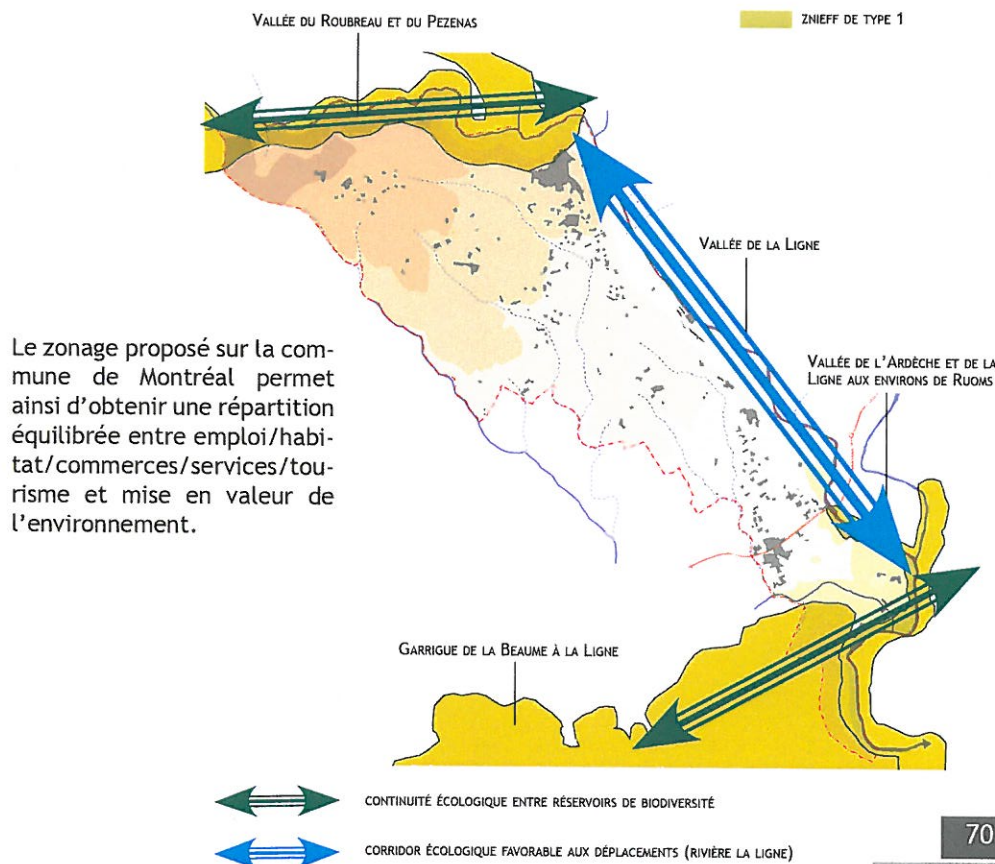 Vallée du Roubreau et du Pezenas
ZNIEFF DE TYPE 1
Vallée de la Ligne
Vallée de l'Ardèche et de la
Ligne aux environs de Ruoms
Le zonage proposé sur la com-
mune de Montréal permet
ainsi d'obtenir une répartition
équilibrée entre emploi/habi-
tat/commerces/services/tou-
risme et mise en valeur de
l'environnement.
Garrigue de la Beaume à la Ligne
CONTINUITÉ ÉCOLOGIQUE ENTRE RÉSERVOIRS DE BIODIVERSITÉ
CORRIDOR ÉCOLOGIQUE FAVORABLE AUX DÉPLACEMENTS (RIVIÈRE LA LIGNE)
70